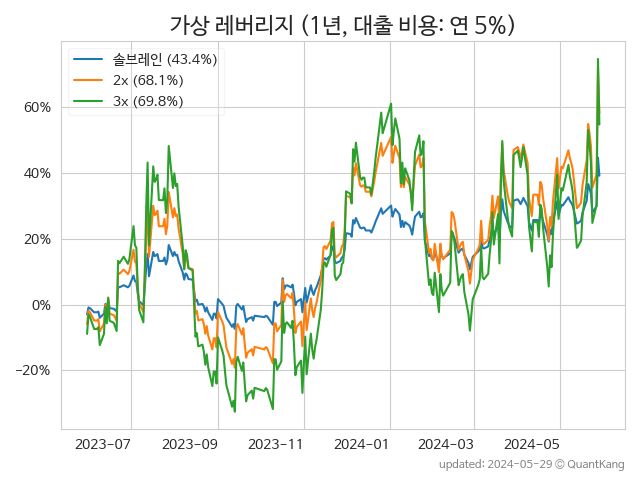 가상 레버리지 (1년, 대출 비용: 연 5%)
솔브레인 (43.4%)
2x (68.1%)
3x (69.8%)
60%
40%
20%
0%
−20%
2023-07
2023-09
2023-11
2024-01
2024-03
2024-05
updated: 2024-05-29 © QuantKang